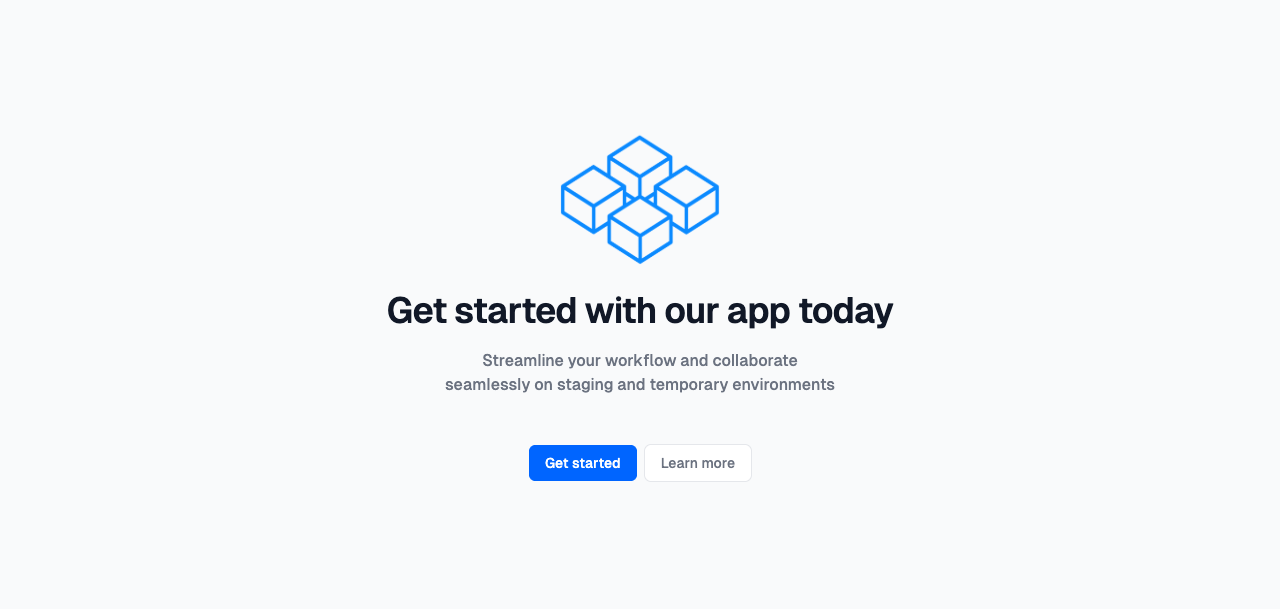 Get started with our app today
Streamline your workflow and collaborate
seamlessly on staging and temporary environments
Get started
Learn more